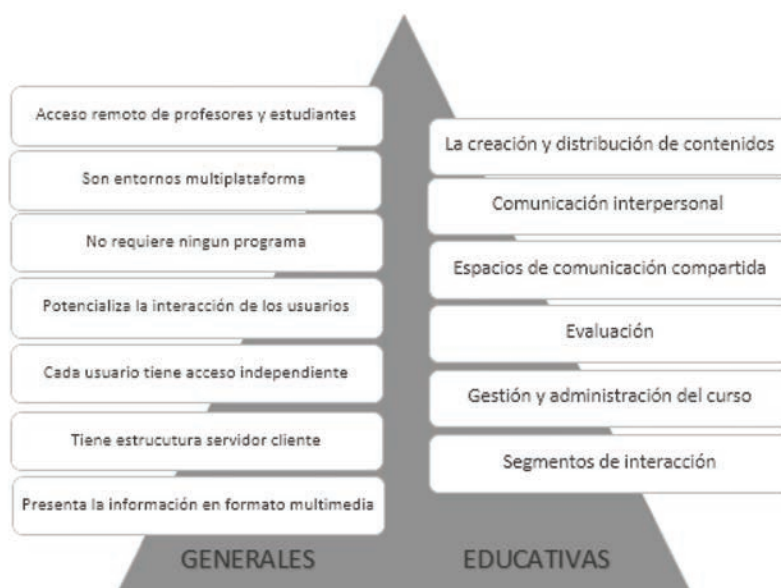 Acceso remoto de profesores y estudiantes
Son entornos multiplataforma
No requiere ningun programa
Potencializa la interacción de los usuarios
Cada usuario tiene acceso independiente
Tiene estrucutura servidor cliente
Presenta la información en formato multimedia
GENERALES
La creación y distribución de contenidos
Comunicación interpersonal
Espacios de comunicación compartida
Evaluación
Gestión y administración del curso
Segmentos de interacción
EDUCATIVAS